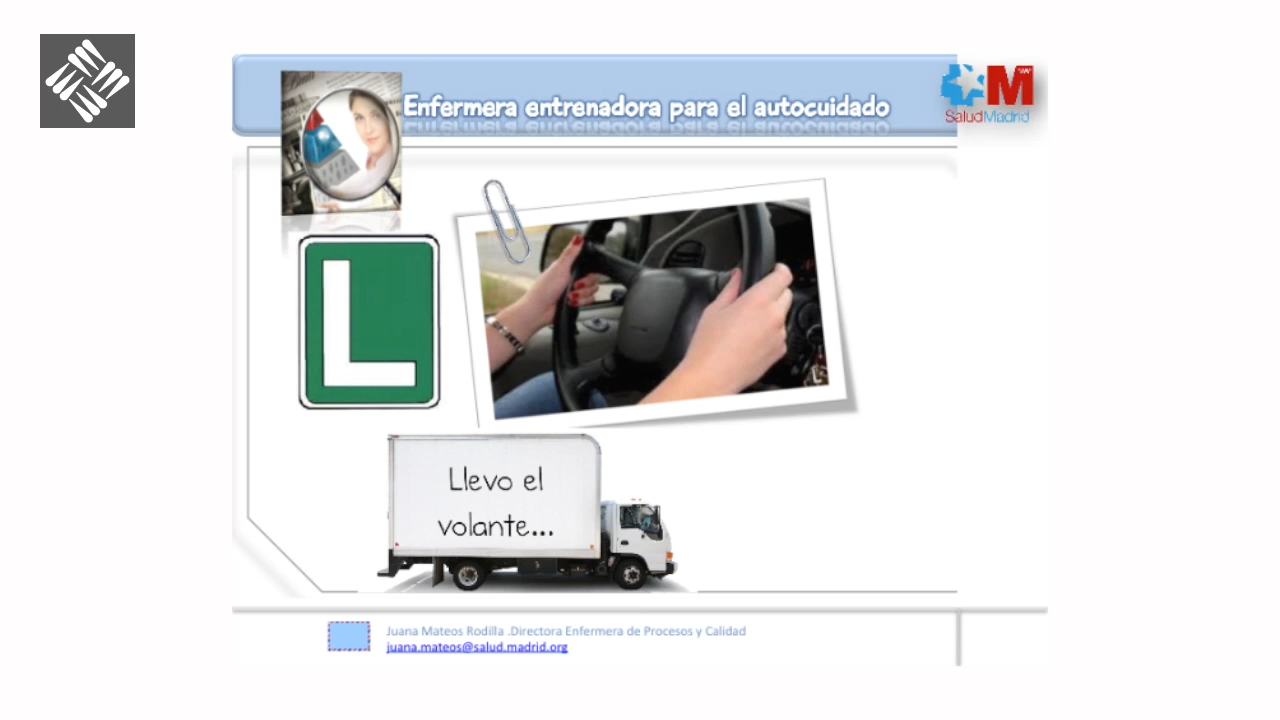 Enfermera entrenadora para el autocuidado
M
SaludMadrid
L
Llevo el
volante...
Juana Mateos Rodilla .Directora Enfermera de Procesos y Calidad
juana.mateos@salud.madrid.org